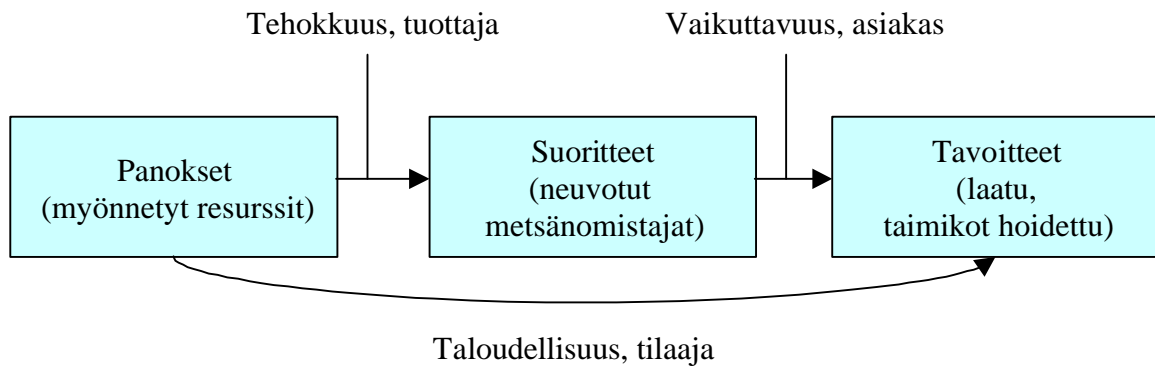 Tehokkuus, tuottaja
Vaikuttavuus, asiakas
Panokset
(myönnetyt resurssit)
Suoritteet
(neuvotut
metsänomistajat)
Tavoitteet
(laatu,
taimikot hoidettu)
Taloudellisuus, tilaaja